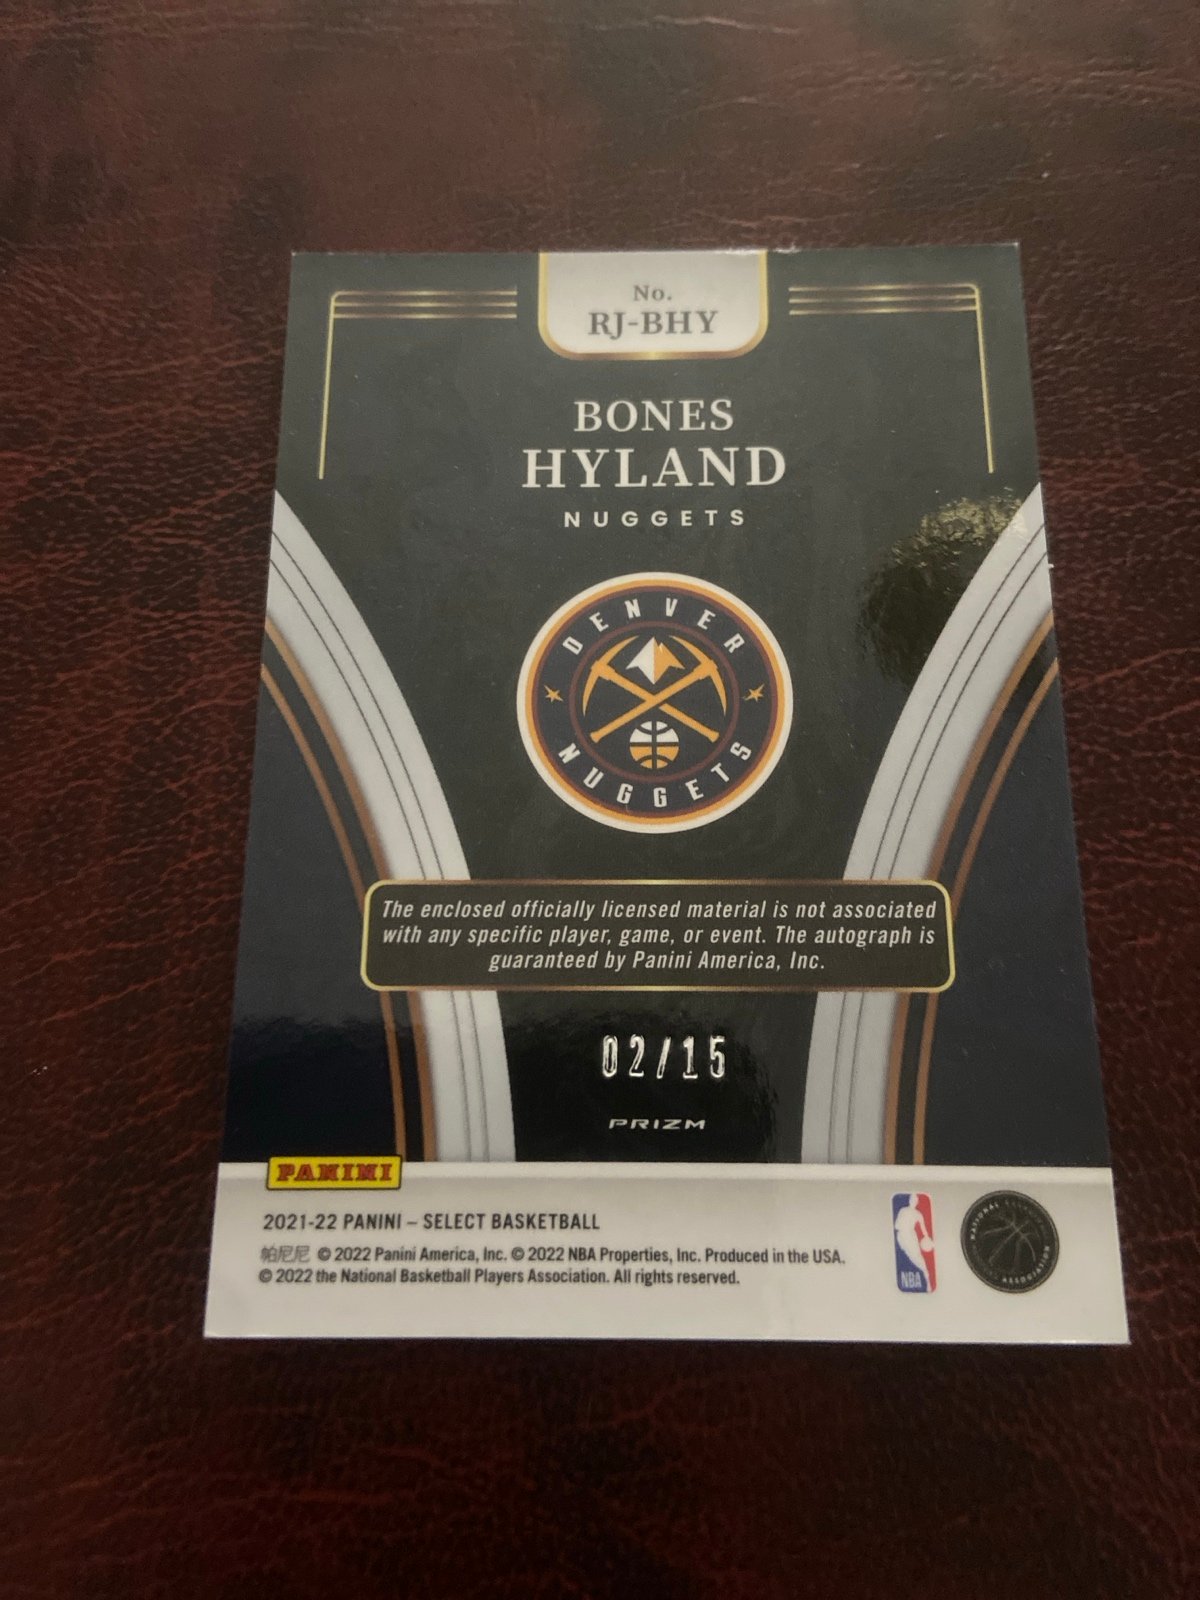 No.
RJ-BHY
BONES
HYLAND
NUGGETS
DENVER
NUGGETS
The enclosed officially licensed material is not associated
with any specific player, game, or event. The autograph is
guaranteed by Panini America, Inc.
02/15
PRIZM
PANINI
2021-22 PANINI – SELECT BASKETBALL
帕尼尼 © 2022 Panini America, Inc. © 2022 NBA Properties, Inc. Produced in the USA.
© 2022 the National Basketball Players Association. All rights reserved.
NBA
NATIONAL
ASSOCIATION